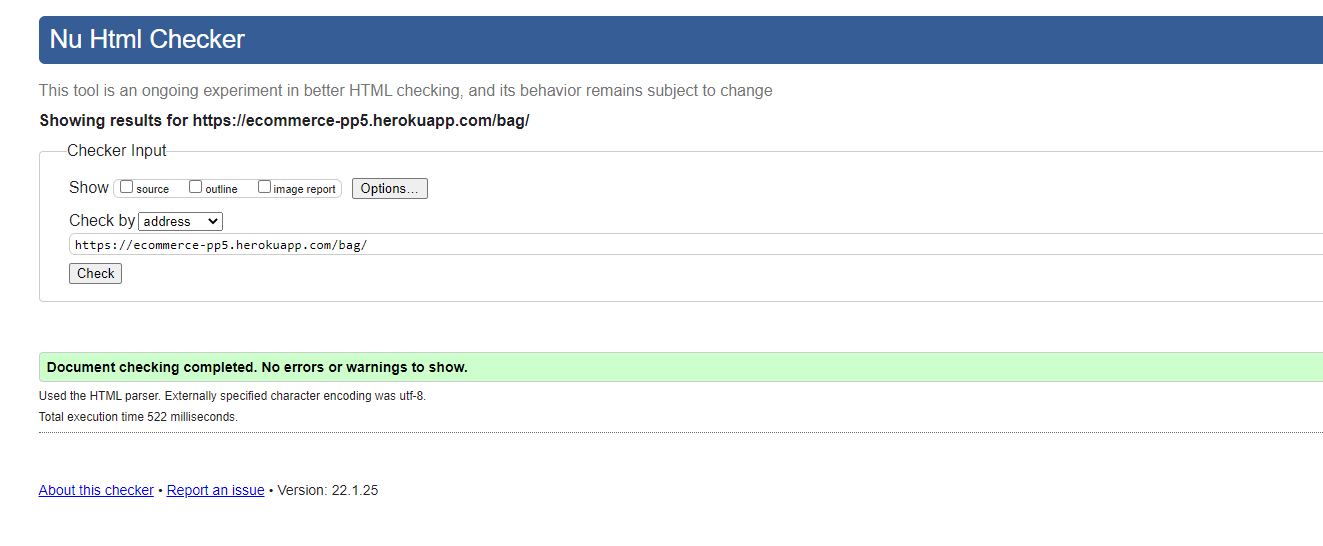 Nu Html Checker
This tool is an ongoing experiment in better HTML checking, and its behavior remains subject to change
Showing results for https://ecommerce-pp5.herokuapp.com/bag/
Checker Input
Show source outline image report Options...
Check by address
https://ecommerce-pp5.herokuapp.com/bag/
Check
Document checking completed. No errors or warnings to show.
Used the HTML parser. Externally specified character encoding was utf-8.
Total execution time 522 milliseconds.
About this checker • Report an issue • Version: 22.1.25